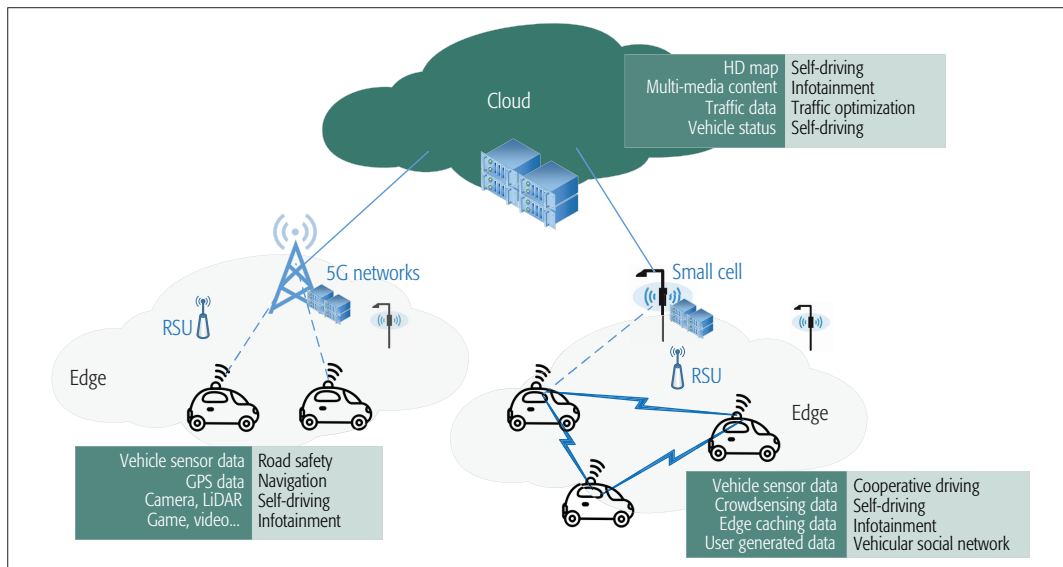 Cloud
HD map Self-driving
Multi-media content Infotainment
Traffic data Traffic optimization
Vehicle status Self-driving
5G networks
Small cell
RSU
RSU
Edge
Edge
Vehicle sensor data Road safety
GPS data Navigation
Camera, LiDAR Self-driving
Game, video... Infotainment
Vehicle sensor data Cooperative driving
Crowdsensing data Self-driving
Edge caching data Infotainment
User generated data Vehicular social network